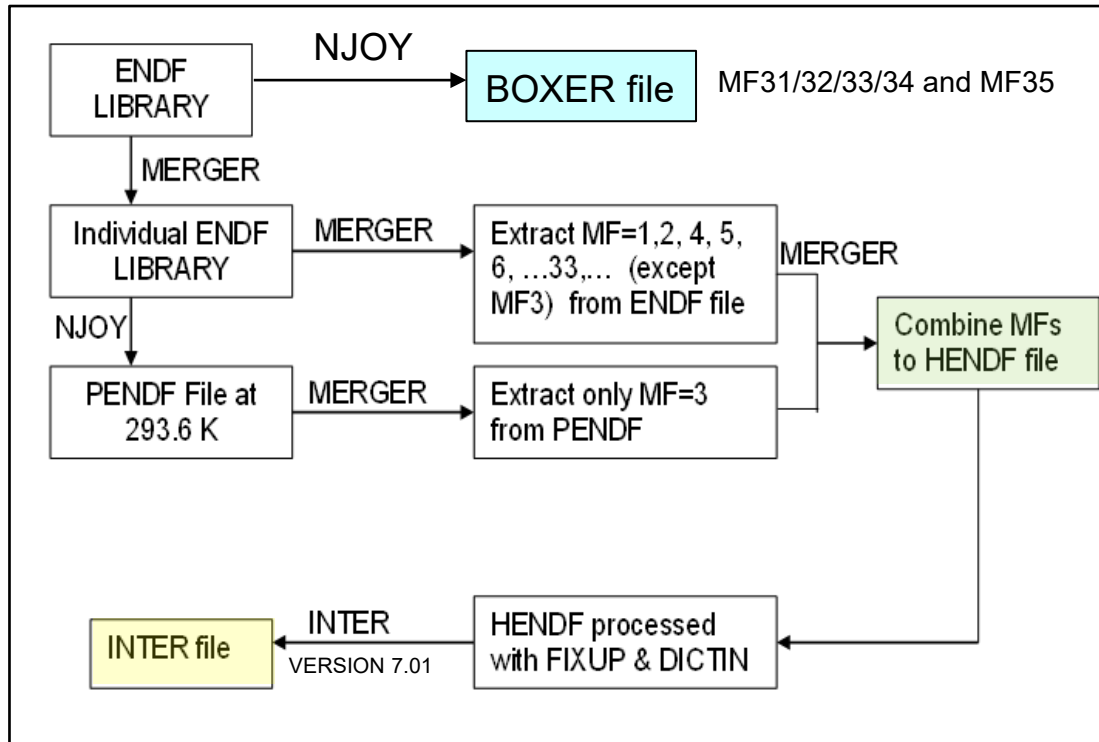 ENDF
LIBRARY
NJOY
BOXER file
MF31/32/33/34 and MF35
MERGER
Individual ENDF
LIBRARY
MERGER
Extract MF=1,2, 4, 5,
6, ...33,... (except
MF3) from ENDF file
MERGER
Combine MFs
to HENDF file
NJOY
PENDF File at
293.6 K
MERGER
Extract only MF=3
from PENDF
INTER file
INTER
VERSION 7.01
HENDF processed
with FIXUP & DICTIN